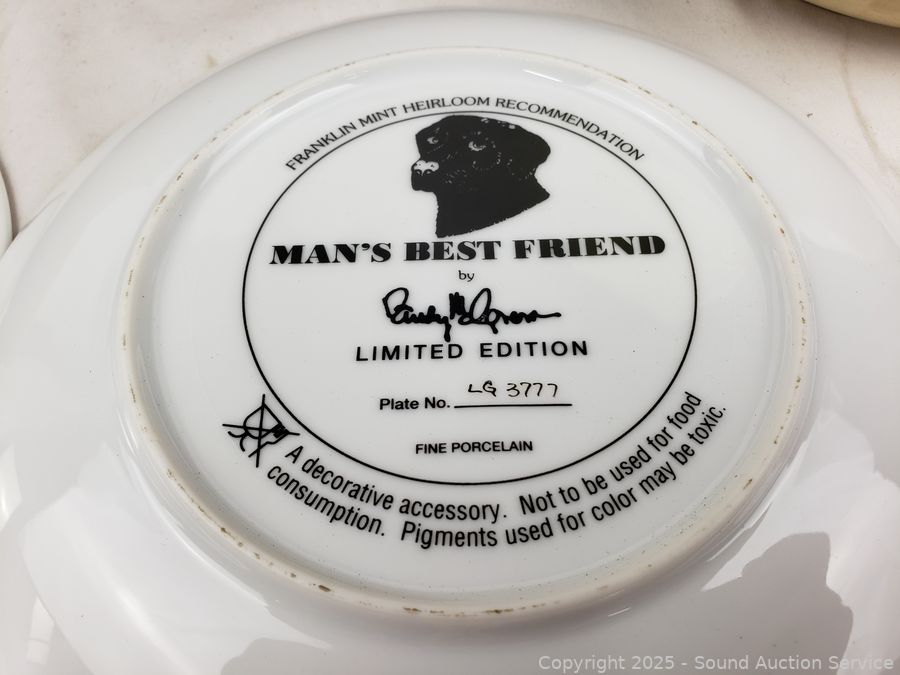 FRANKLIN MINT HEIRLOOM RECOMMENDATION
MAN'S BEST FRIEND
by
LIMITED EDITION
Plate No. LG 3777
FINE PORCELAIN
A decorative accessory. Not to be used for food
consumption. Pigments used for color may be toxic.
Copyright 2025 - Sound Auction Service